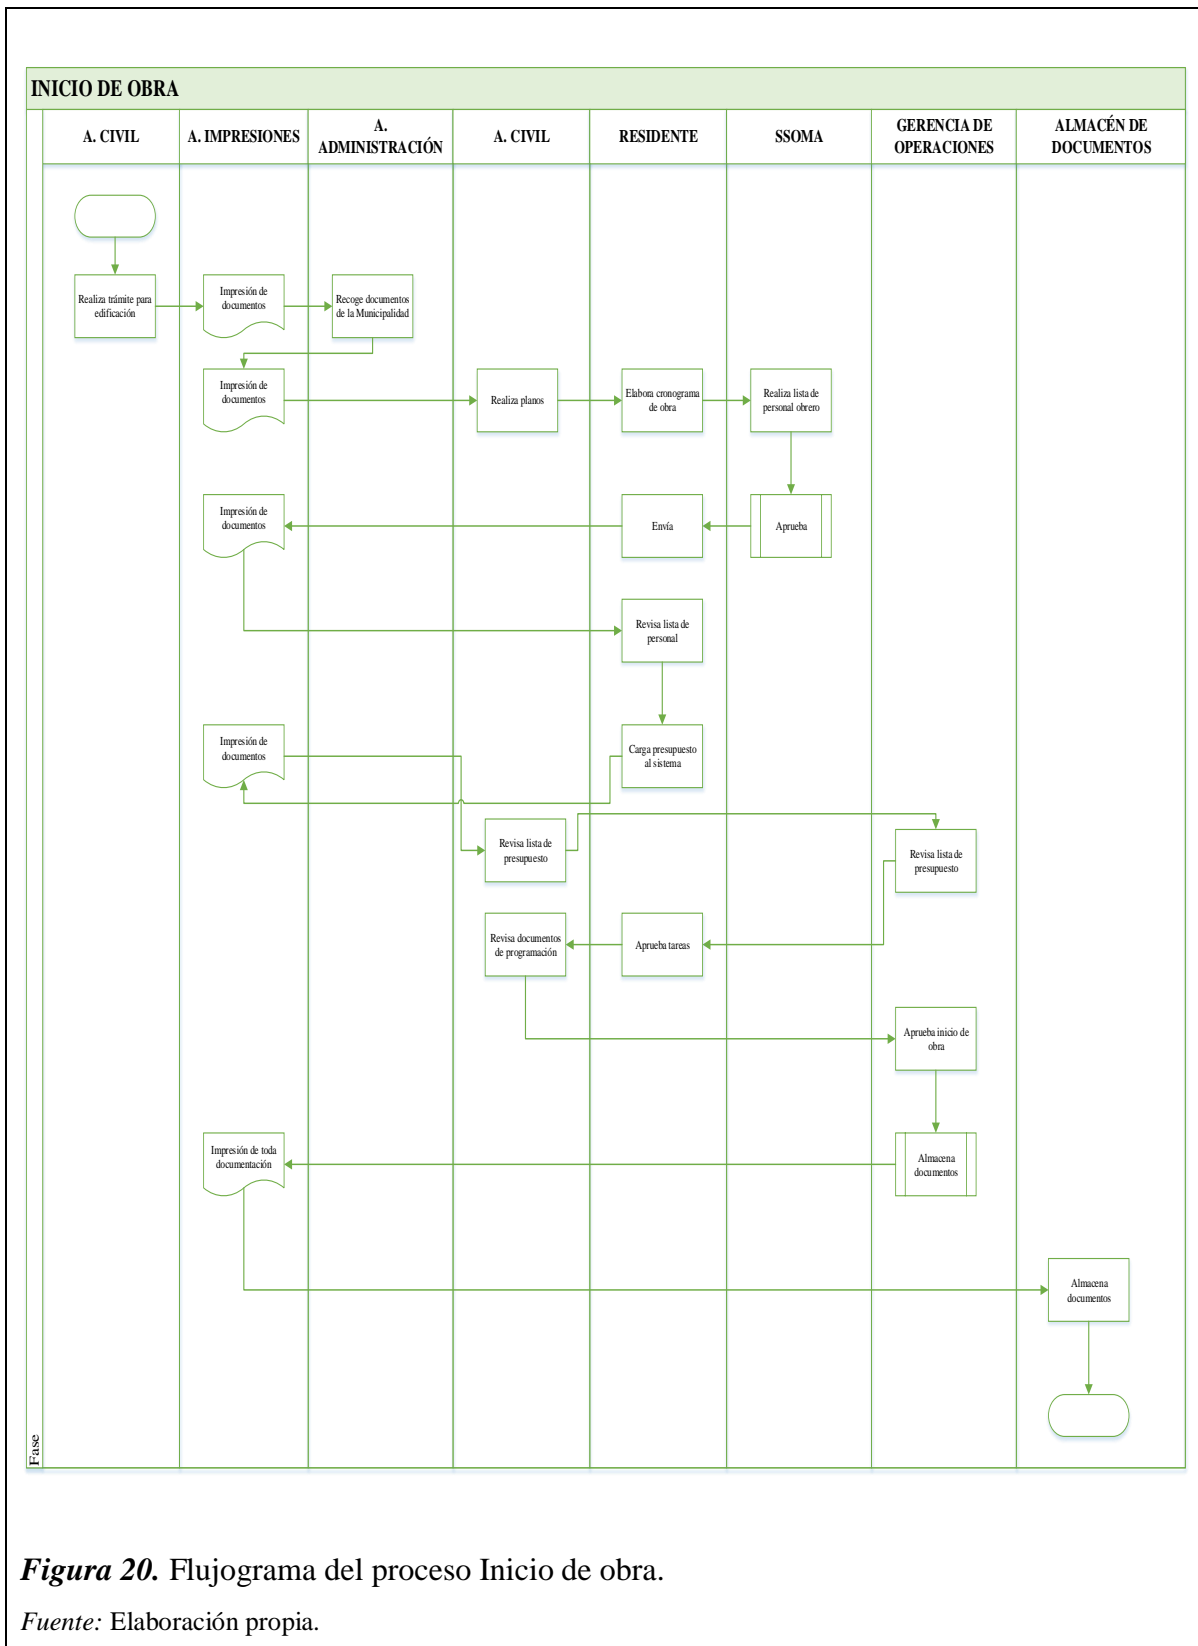 INICIO DE OBRA
A. CIVIL
A. IMPRESIONES
A.
ADMINISTRACIÓN
A. CIVIL
RESIDENTE
SSOMA
GERENCIA DE
OPERACIONES
ALMACÉN DE
DOCUMENTOS
Realiza trámite para
edificación
Impresión de
documentos
Recoge documentos
de la Municipalidad
Impresión de
documentos
Realiza planos
Elabora cronograma
de obra
Realiza lista de
personal obrero
Impresión de
documentos
Envía
Aprueba
Revisa lista de
personal
Impresión de
documentos
Carga presupuesto
al sistema
Revisa lista de
presupuesto
Revisa lista de
presupuesto
Revisa documentos
de programación
Aprueba tareas
Aprueba inicio de
obra
Impresión de toda
documentación
Almacena
documentos
Almacena
documentos
Fase
Figura 20. Flujograma del proceso Inicio de obra.
Fuente: Elaboración propia.